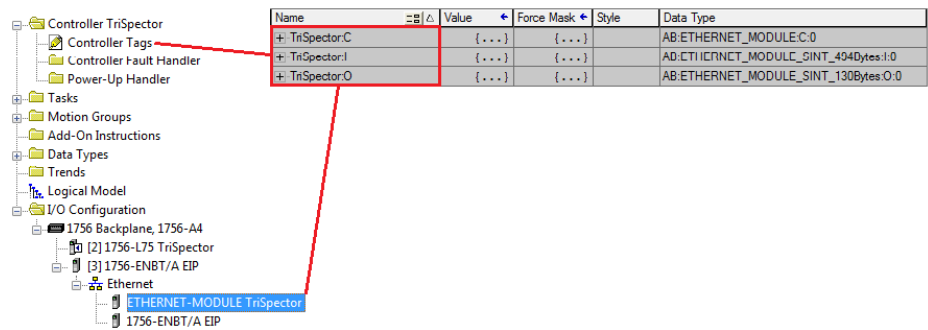 Controller TriSpector
Controller Tags
Controller Fault Handler
Power-Up Handler
Tasks
Motion Groups
Add-On Instructions
Data Types
Trends
Logical Model
I/O Configuration
1756 Backplane, 1756-A4
[2] 1756-L75 TriSpector
[3] 1756-ENBT/A EIP
Ethernet
ETHERNET-MODULE TriSpector
1756-ENBT/A EIP
Name Value Force Mask Style Data Type
TriSpector:C {...} {...} AB:ETHERNET_MODULE:C:0
TriSpector:I {...} {...} AB:ETHERNET_MODULE_SINT_494Bytes:I:0
TriSpector:O {...} {...} AB:ETHERNET_MODULE_SINT_130Bytes:O:0